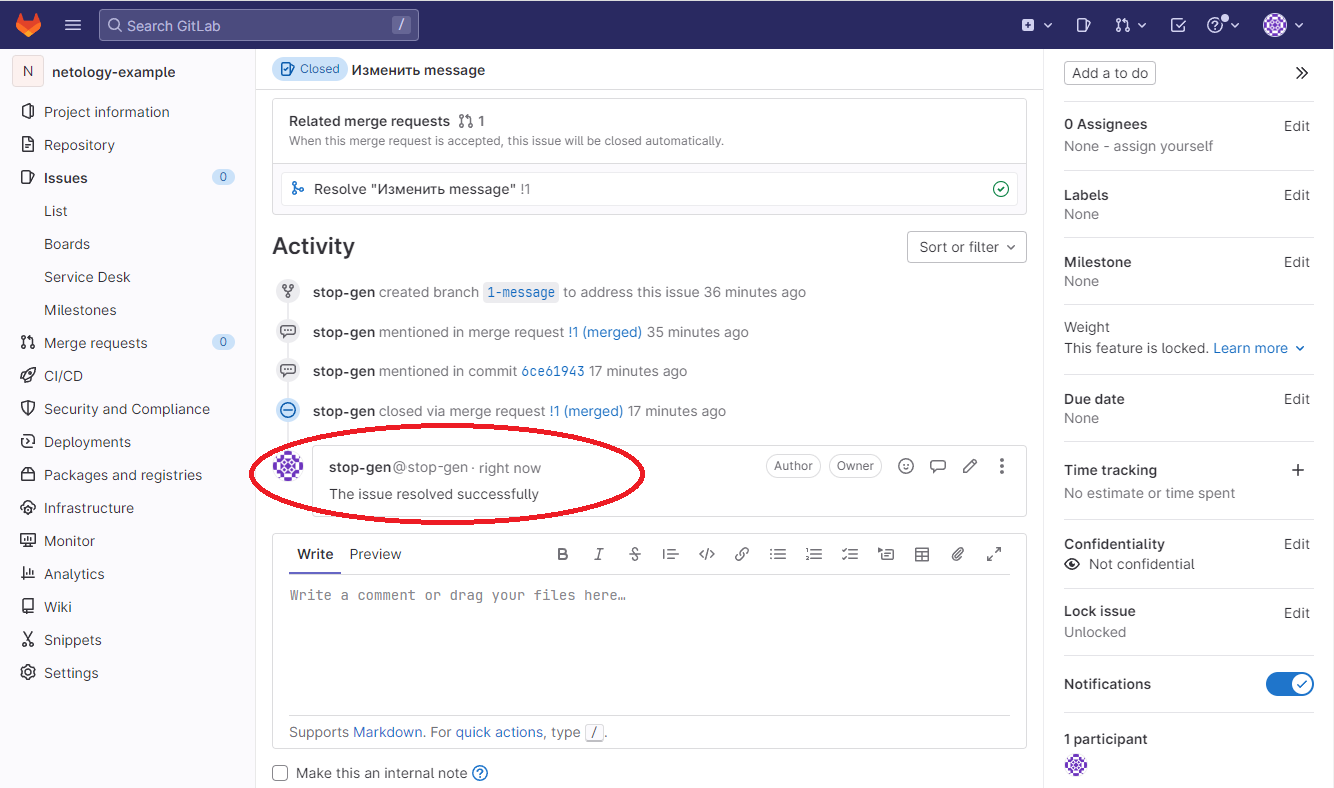 Search GitLab /
N netology-example
Project information
Repository
Issues 0
List
Boards
Service Desk
Milestones
Merge requests 0
CI/CD
Security and Compliance
Deployments
Packages and registries
Infrastructure
Monitor
Analytics
Wiki
Snippets
Settings
Closed Изменить message
Related merge requests 1
When this merge request is accepted, this issue will be closed automatically.
Resolve "Изменить message" !1
Activity
Sort or filter
stop-gen created branch 1-message to address this issue 36 minutes ago
stop-gen mentioned in merge request !1 (merged) 35 minutes ago
stop-gen mentioned in commit 6ce61943 17 minutes ago
stop-gen closed via merge request !1 (merged) 17 minutes ago
stop-gen @stop-gen · right now Author Owner
The issue resolved successfully
Write Preview
Write a comment or drag your files here…
Supports Markdown. For quick actions, type /.
Make this an internal note
Add a to do
0 Assignees Edit
None - assign yourself
Labels Edit
None
Milestone Edit
None
Weight
This feature is locked. Learn more
Due date Edit
None
Time tracking
No estimate or time spent
Confidentiality Edit
Not confidential
Lock issue Edit
Unlocked
Notifications
1 participant